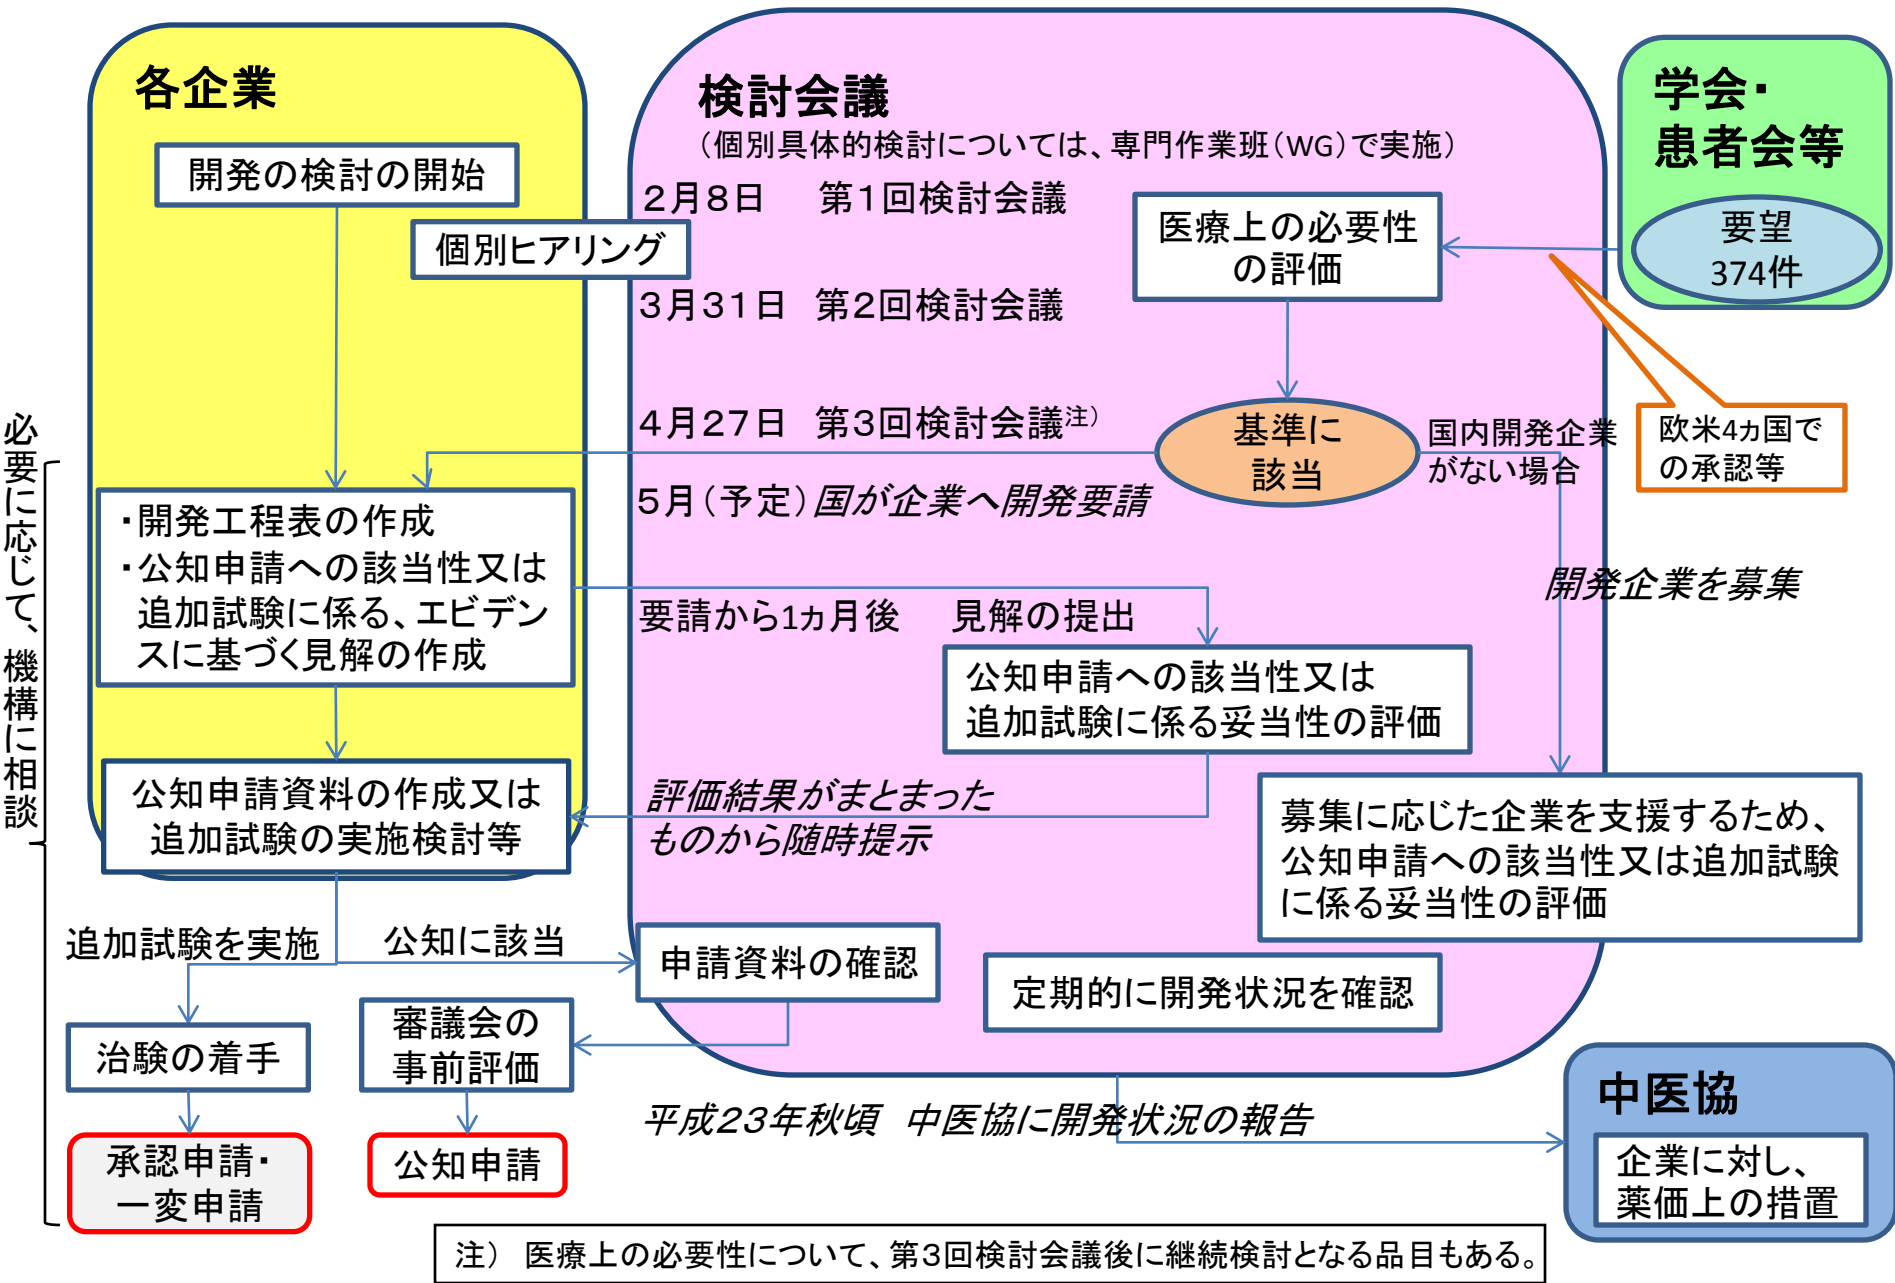 各企業
開発の検討の開始
個別ヒアリング
・開発工程表の作成
・公知申請への該当性又は
追加試験に係る、エビデン
スに基づく見解の作成
公知申請資料の作成又は
追加試験の実施検討等
必要に応じて、機構に相談
検討会議
（個別具体的検討については、専門作業班（WG）で実施）
２月８日　第１回検討会議
３月３１日　第２回検討会議
４月２７日　第３回検討会議注）
５月（予定）国が企業へ開発要請
要請から1ヵ月後　見解の提出
医療上の必要性
の評価
基準に
該当
国内開発企業
がない場合
開発企業を募集
公知申請への該当性又は
追加試験に係る妥当性の評価
評価結果がまとまった
ものから随時提示
募集に応じた企業を支援するため、
公知申請への該当性又は追加試験
に係る妥当性の評価
学会・
患者会等
要望
374件
欧米4ヵ国で
の承認等
追加試験を実施
公知に該当
申請資料の確認
定期的に開発状況を確認
治験の着手
審議会の
事前評価
承認申請・
一変申請
公知申請
平成２３年秋頃　中医協に開発状況の報告
中医協
企業に対し、
薬価上の措置
注）　医療上の必要性について、第３回検討会議後に継続検討となる品目もある。